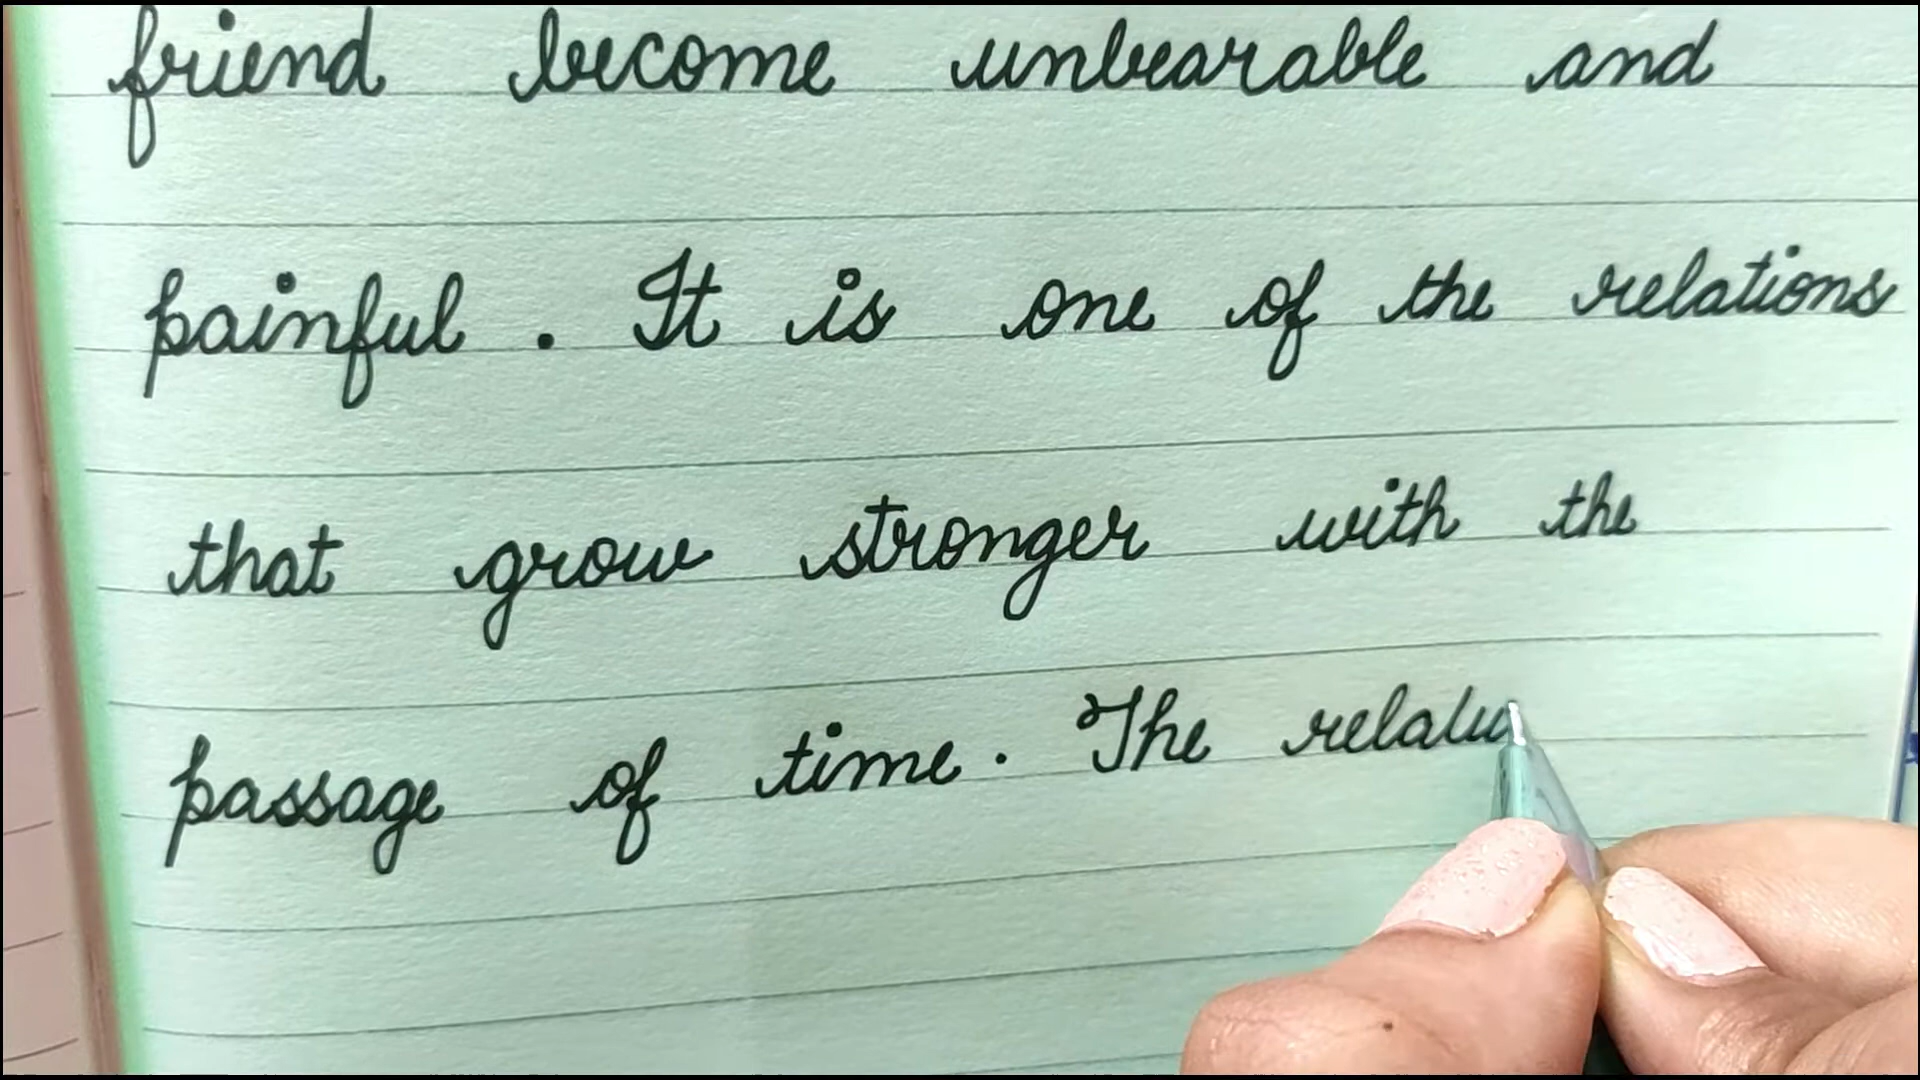 friend become unbearable and
painful. It is one of the relations
that grow stronger with the
passage of time. The